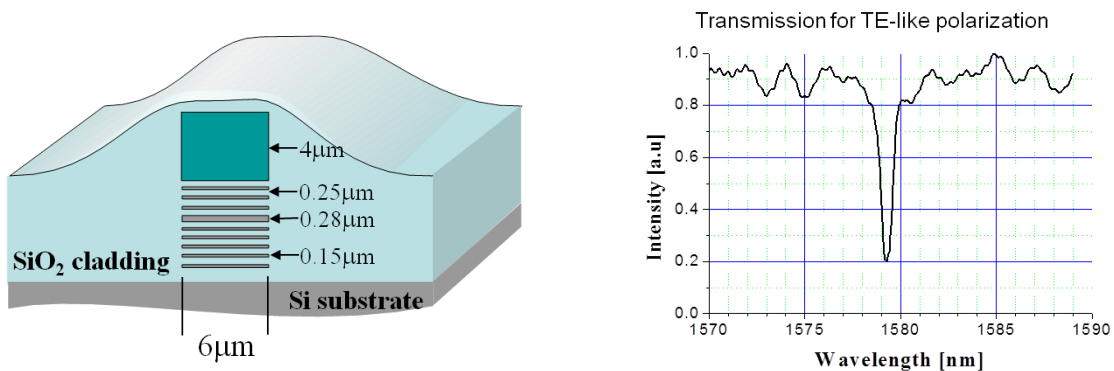 4μm
0.25μm
0.28μm
0.15μm
SiO2 cladding
Si substrate
6μm
Transmission for TE-like polarization
1.0
0.8
0.6
0.4
0.2
0.0
Intensity [a.u]
1570 1575 1580 1585 1590
Wavelength [nm]